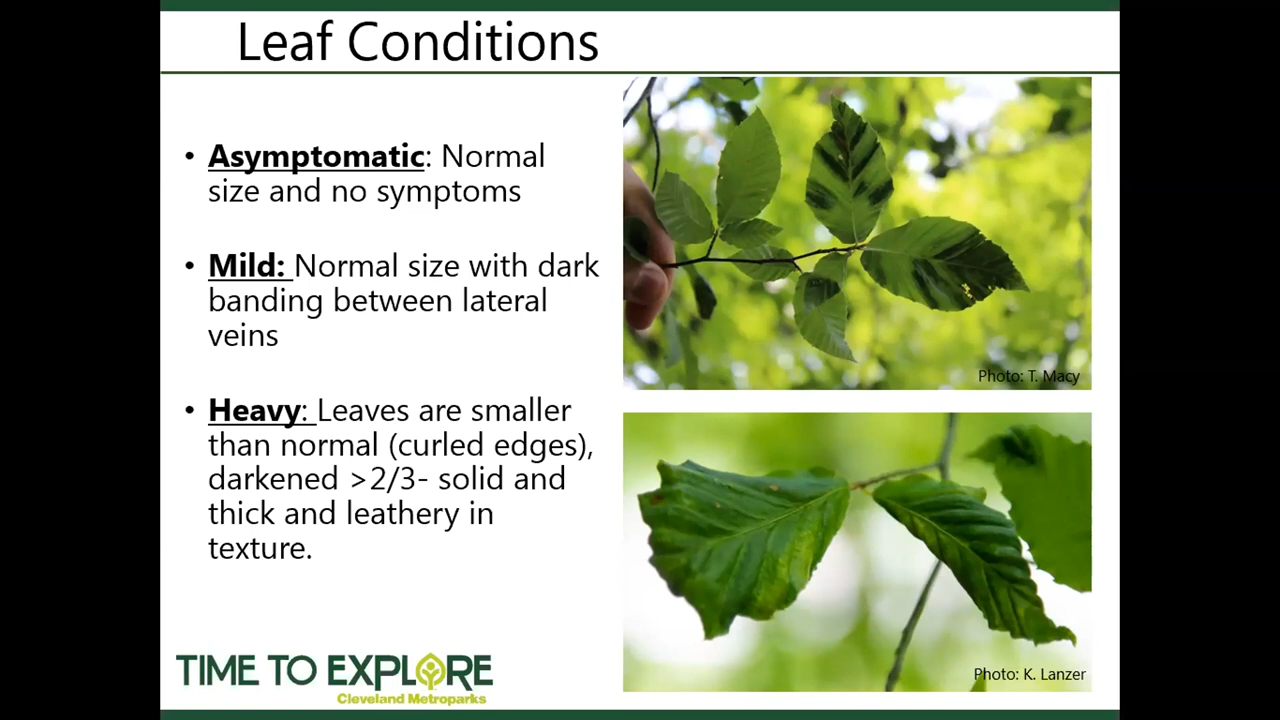 Leaf Conditions
• Asymptomatic: Normal
size and no symptoms
• Mild: Normal size with dark
banding between lateral
veins
• Heavy: Leaves are smaller
than normal (curled edges),
darkened >2/3- solid and
thick and leathery in
texture.
Photo: T. Macy
Photo: K. Lanzer
TIME TO EXPLORE
Cleveland Metroparks